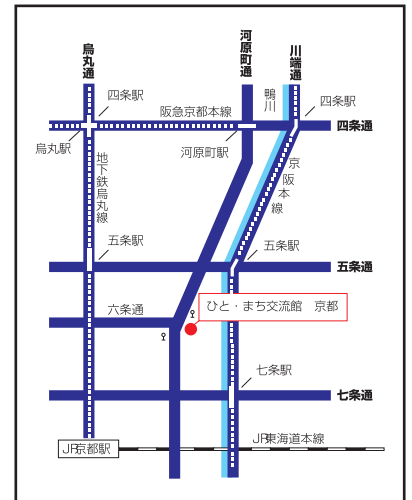 烏丸通
河原町通
川端通
四条駅
鴨川
四条駅
阪急京都本線
四条通
烏丸駅
河原町駅
地下鉄烏丸線
京阪本線
五条駅
五条駅
五条通
六条通
ひと・まち交流館 京都
七条駅
七条通
JR京都駅
JR東海道本線